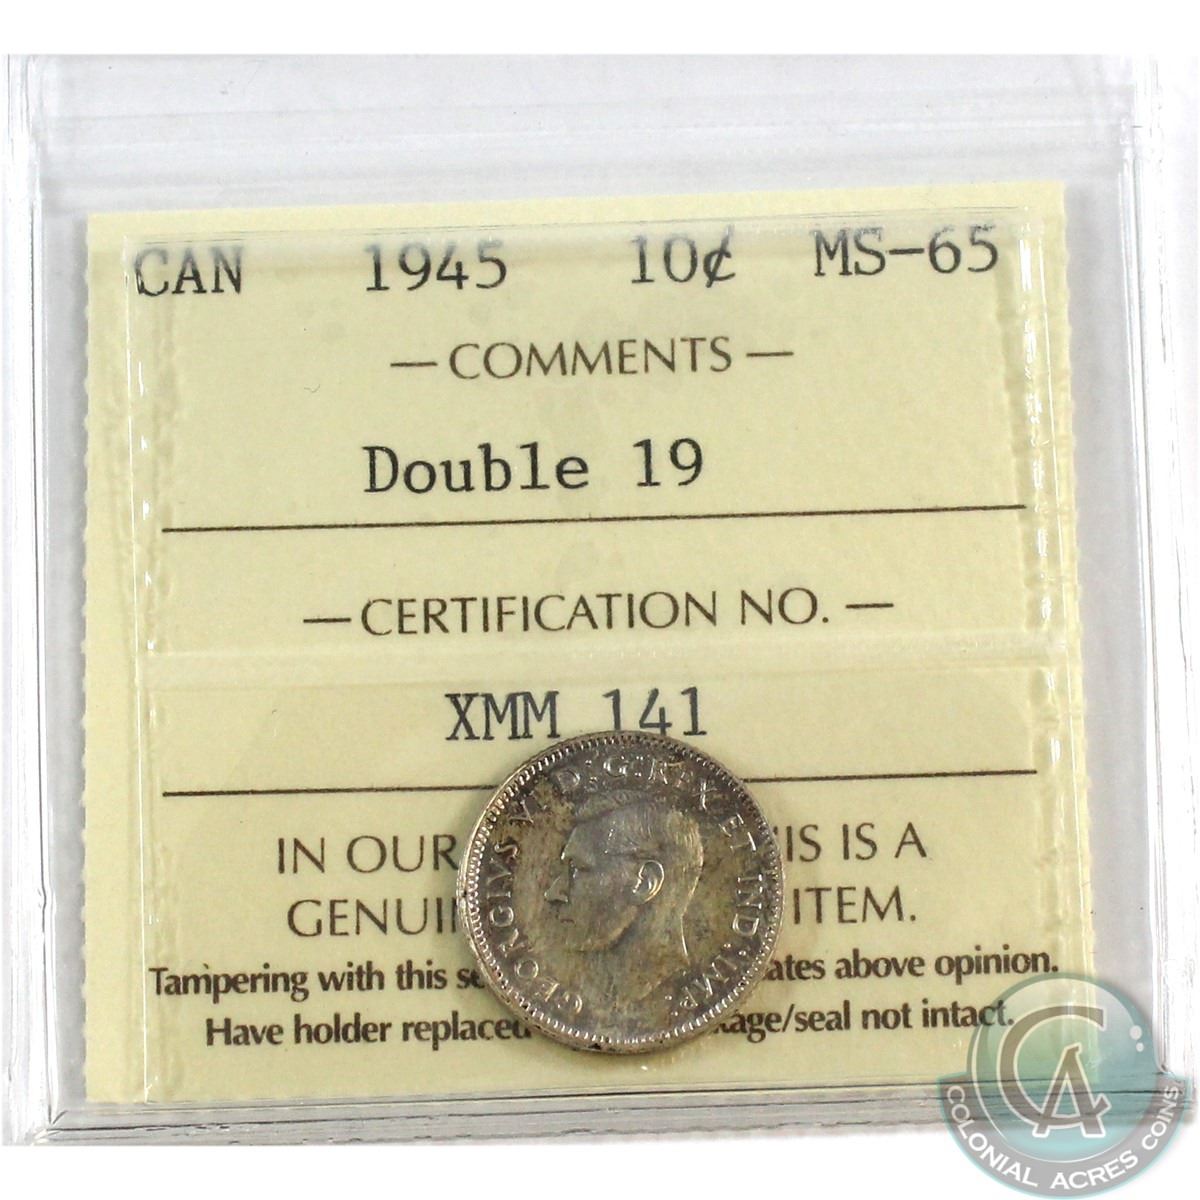 CAN 1945 10¢ MS-65
— COMMENTS —
Double 19
— CERTIFICATION NO. —
XMM 141
GEORGIVS VI D:G:REX ET IND:IMP:
IN OUR IS IS A
GENUI ITEM.
Tampering with this se ates above opinion.
Have holder replaced kage/seal not intact.
CA
COLONIAL ACRES COINS